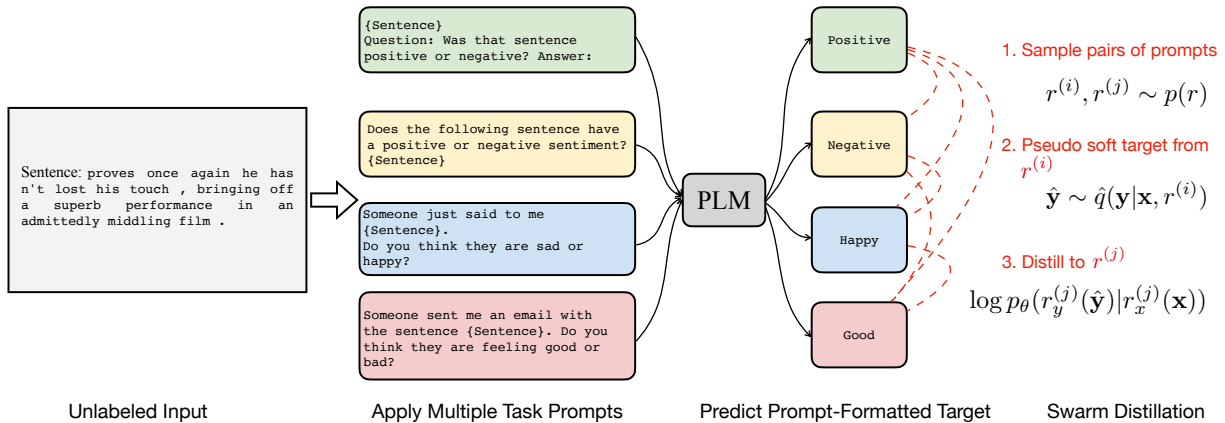 Sentence: proves once again he has
n't lost his touch , bringing off
a superb performance in an
admittedly middling film .
Unlabeled Input
{Sentence}
Question: Was that sentence
positive or negative? Answer:
Does the following sentence have
a positive or negative sentiment?
{Sentence}
Someone just said to me
{Sentence}.
Do you think they are sad or
happy?
Someone sent me an email with
the sentence {Sentence}. Do you
think they are feeling good or
bad?
Apply Multiple Task Prompts
PLM
Positive
Negative
Happy
Good
Predict Prompt-Formatted Target
1. Sample pairs of prompts
r^{(i)}, r^{(j)} ∼ p(r)
2. Pseudo soft target from
r^{(i)}
ŷ ∼ q̂(y|x, r^{(i)})
3. Distill to r^{(j)}
log p_θ(r_y^{(j)}(ŷ)|r_x^{(j)}(x))
Swarm Distillation